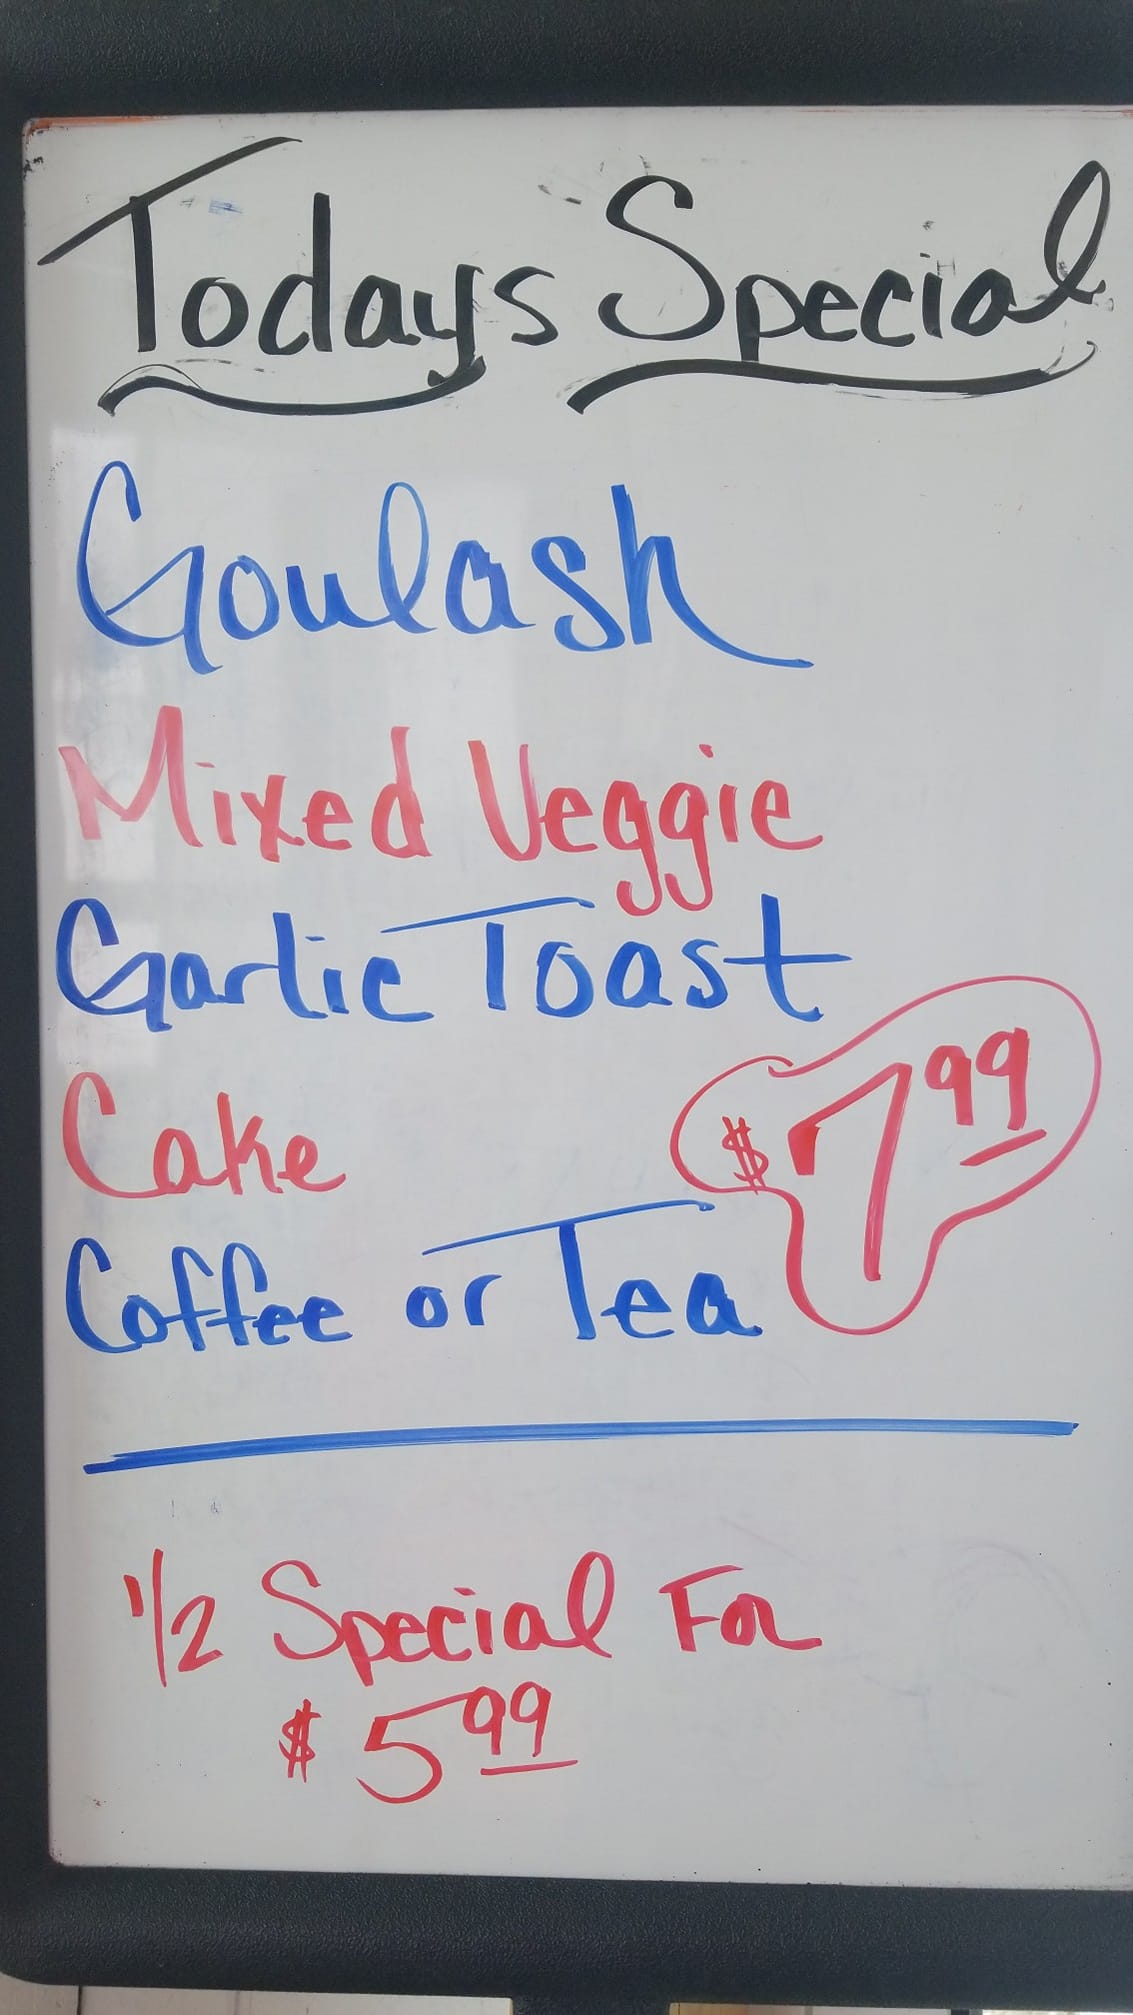 Todays Special
Goulash
Mixed Veggie
Garlic Toast
Cake
$7.99
Coffee or Tea
1/2 Special For
$5.99